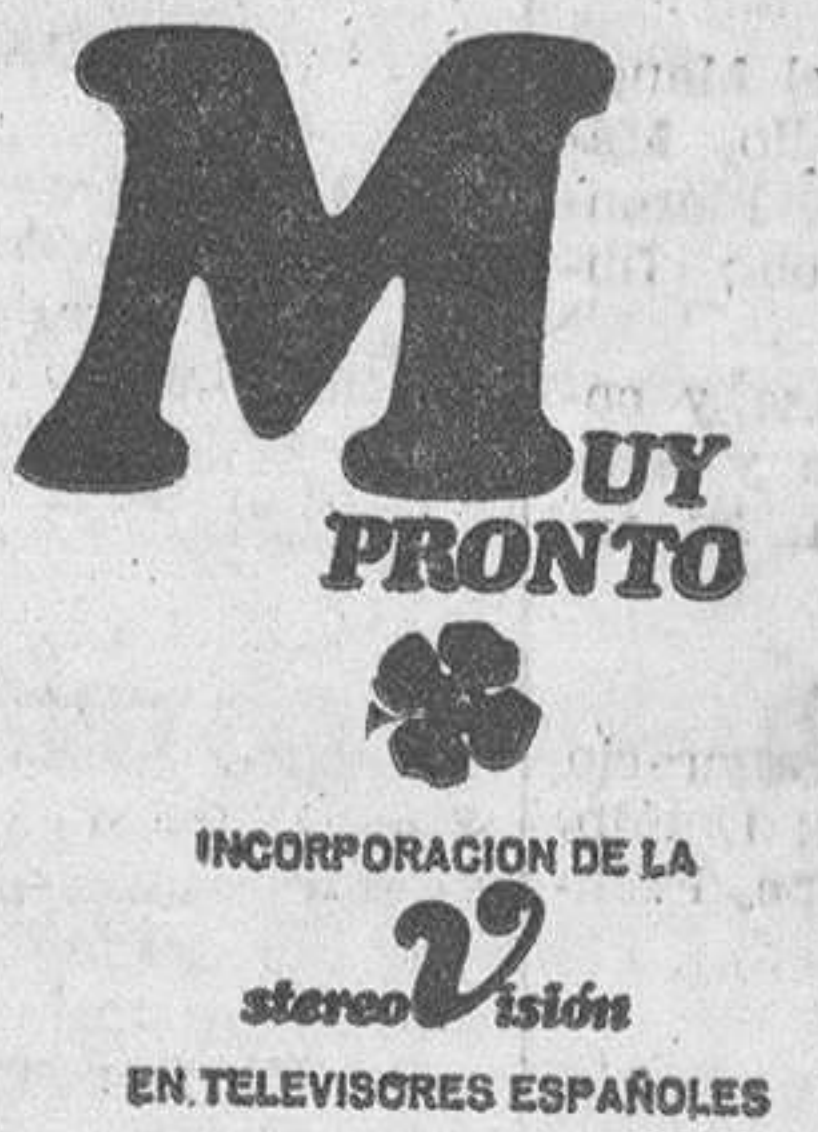 MUY
PRONTO
INCORPORACION DE LA
stereoVisión
EN TELEVISORES ESPAÑOLES